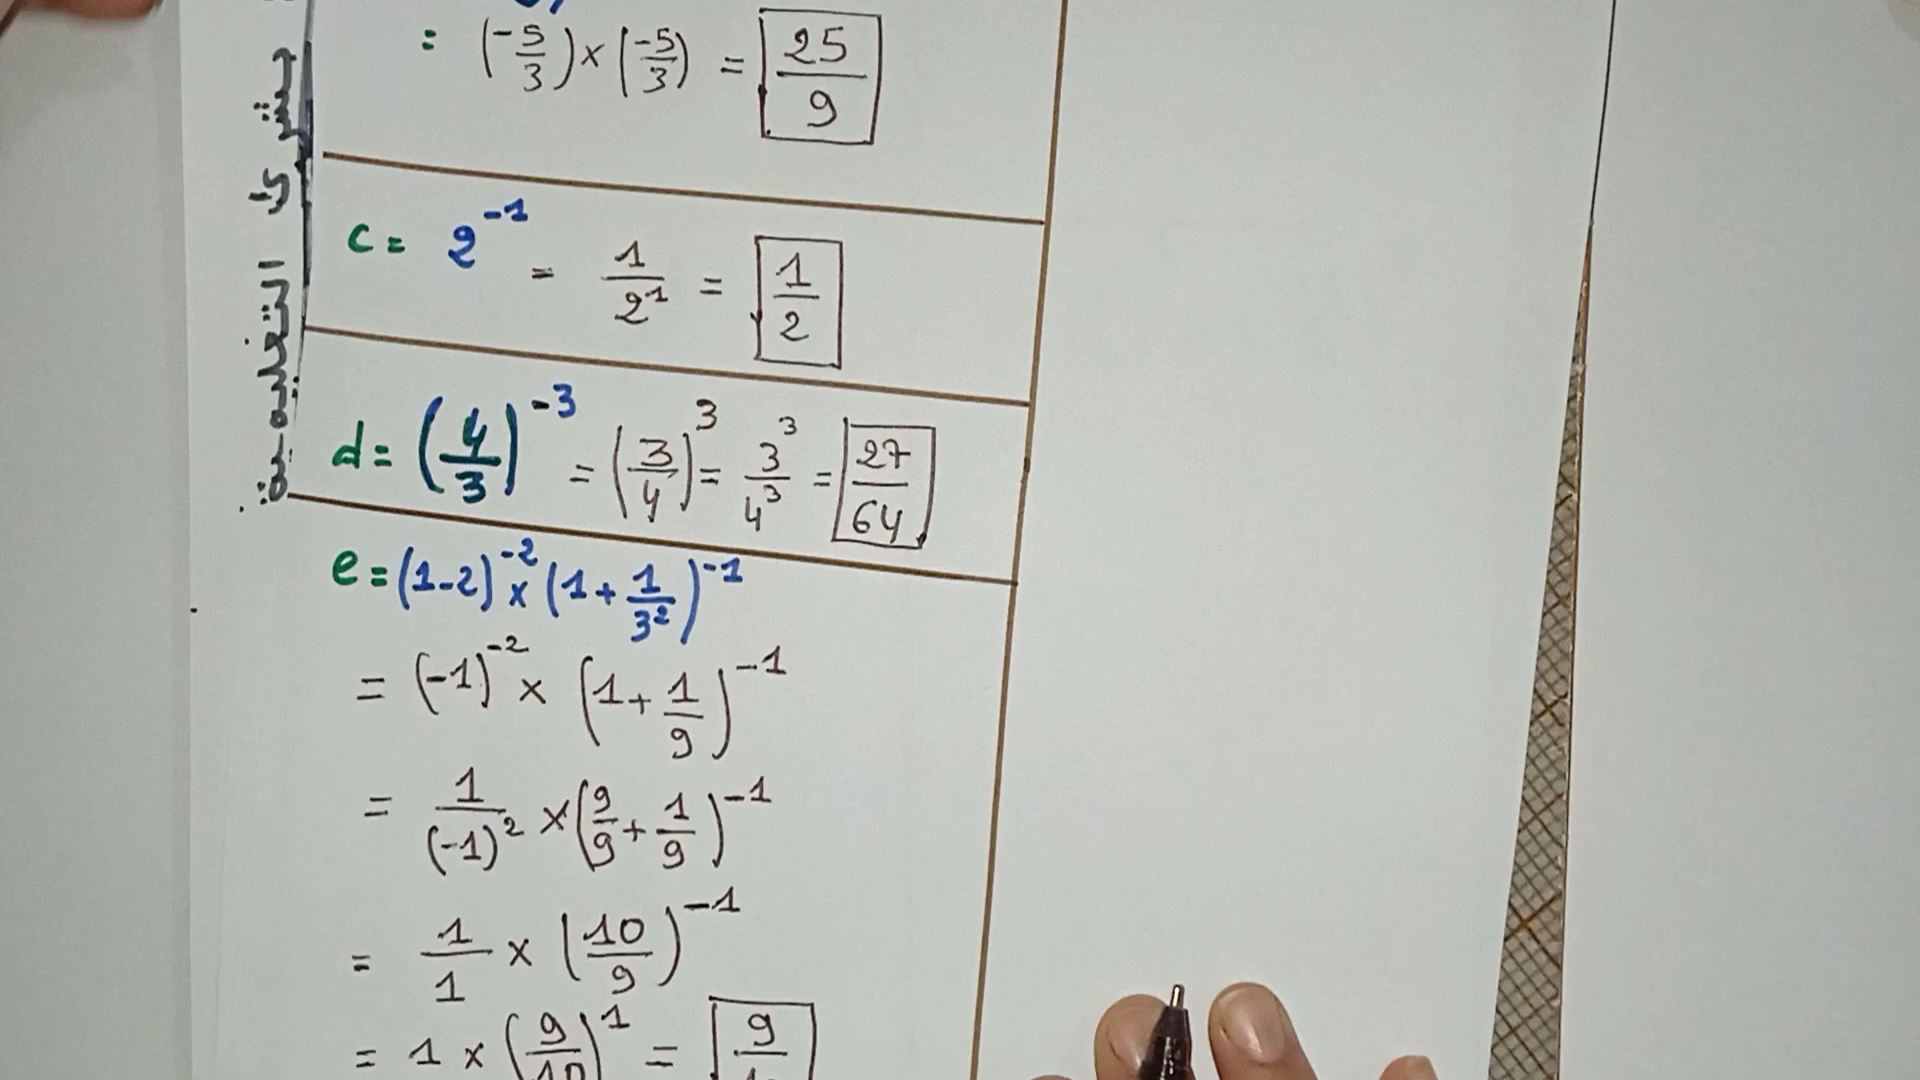 = (-5/3) × (-5/3) = 25/9
c = 2^-1 = 1/2^1 = 1/2
d = (4/3)^-3 = (3/4)^3 = 3^3/4^3 = 27/64
e = (1-2)^-2 × (1 + 1/3^2)^-1
= (-1)^-2 × (1 + 1/9)^-1
= 1/(-1)^2 × (9/9 + 1/9)^-1
= 1/1 × (10/9)^-1
= 1 × (9/10)^1 = 9/
التعليمية